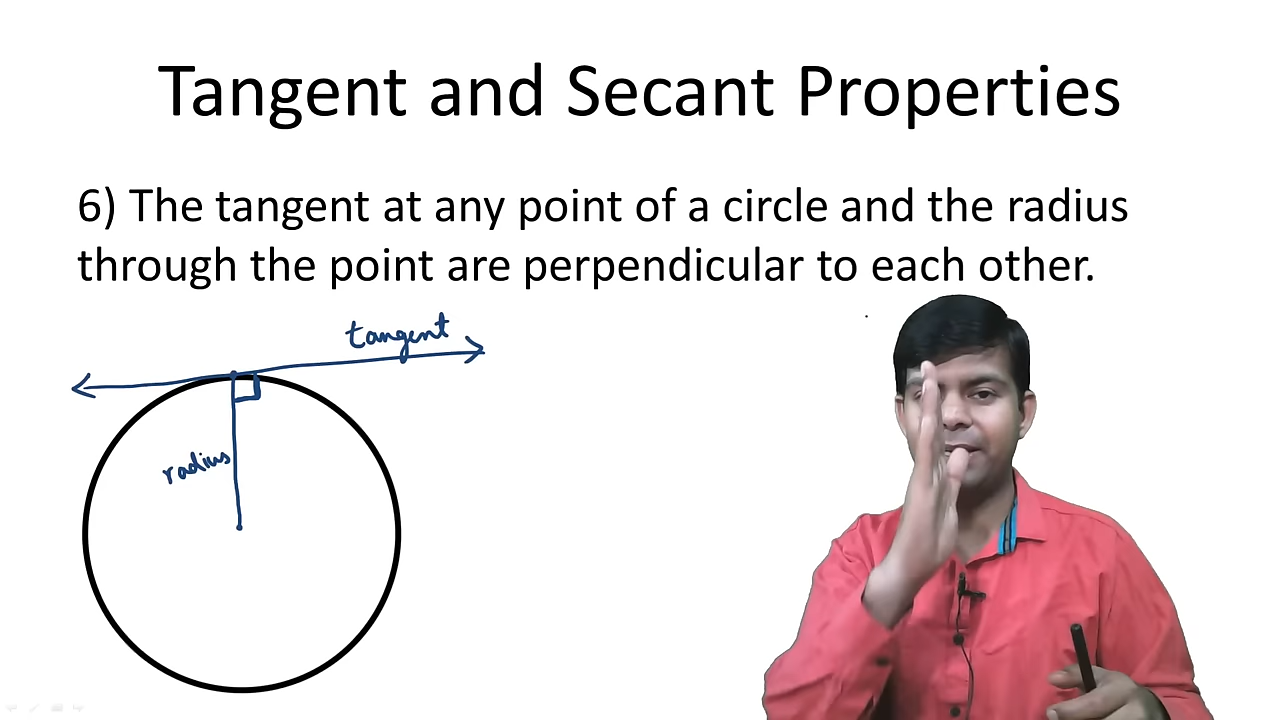 Tangent and Secant Properties
6) The tangent at any point of a circle and the radius
through the point are perpendicular to each other.
tangent
radius